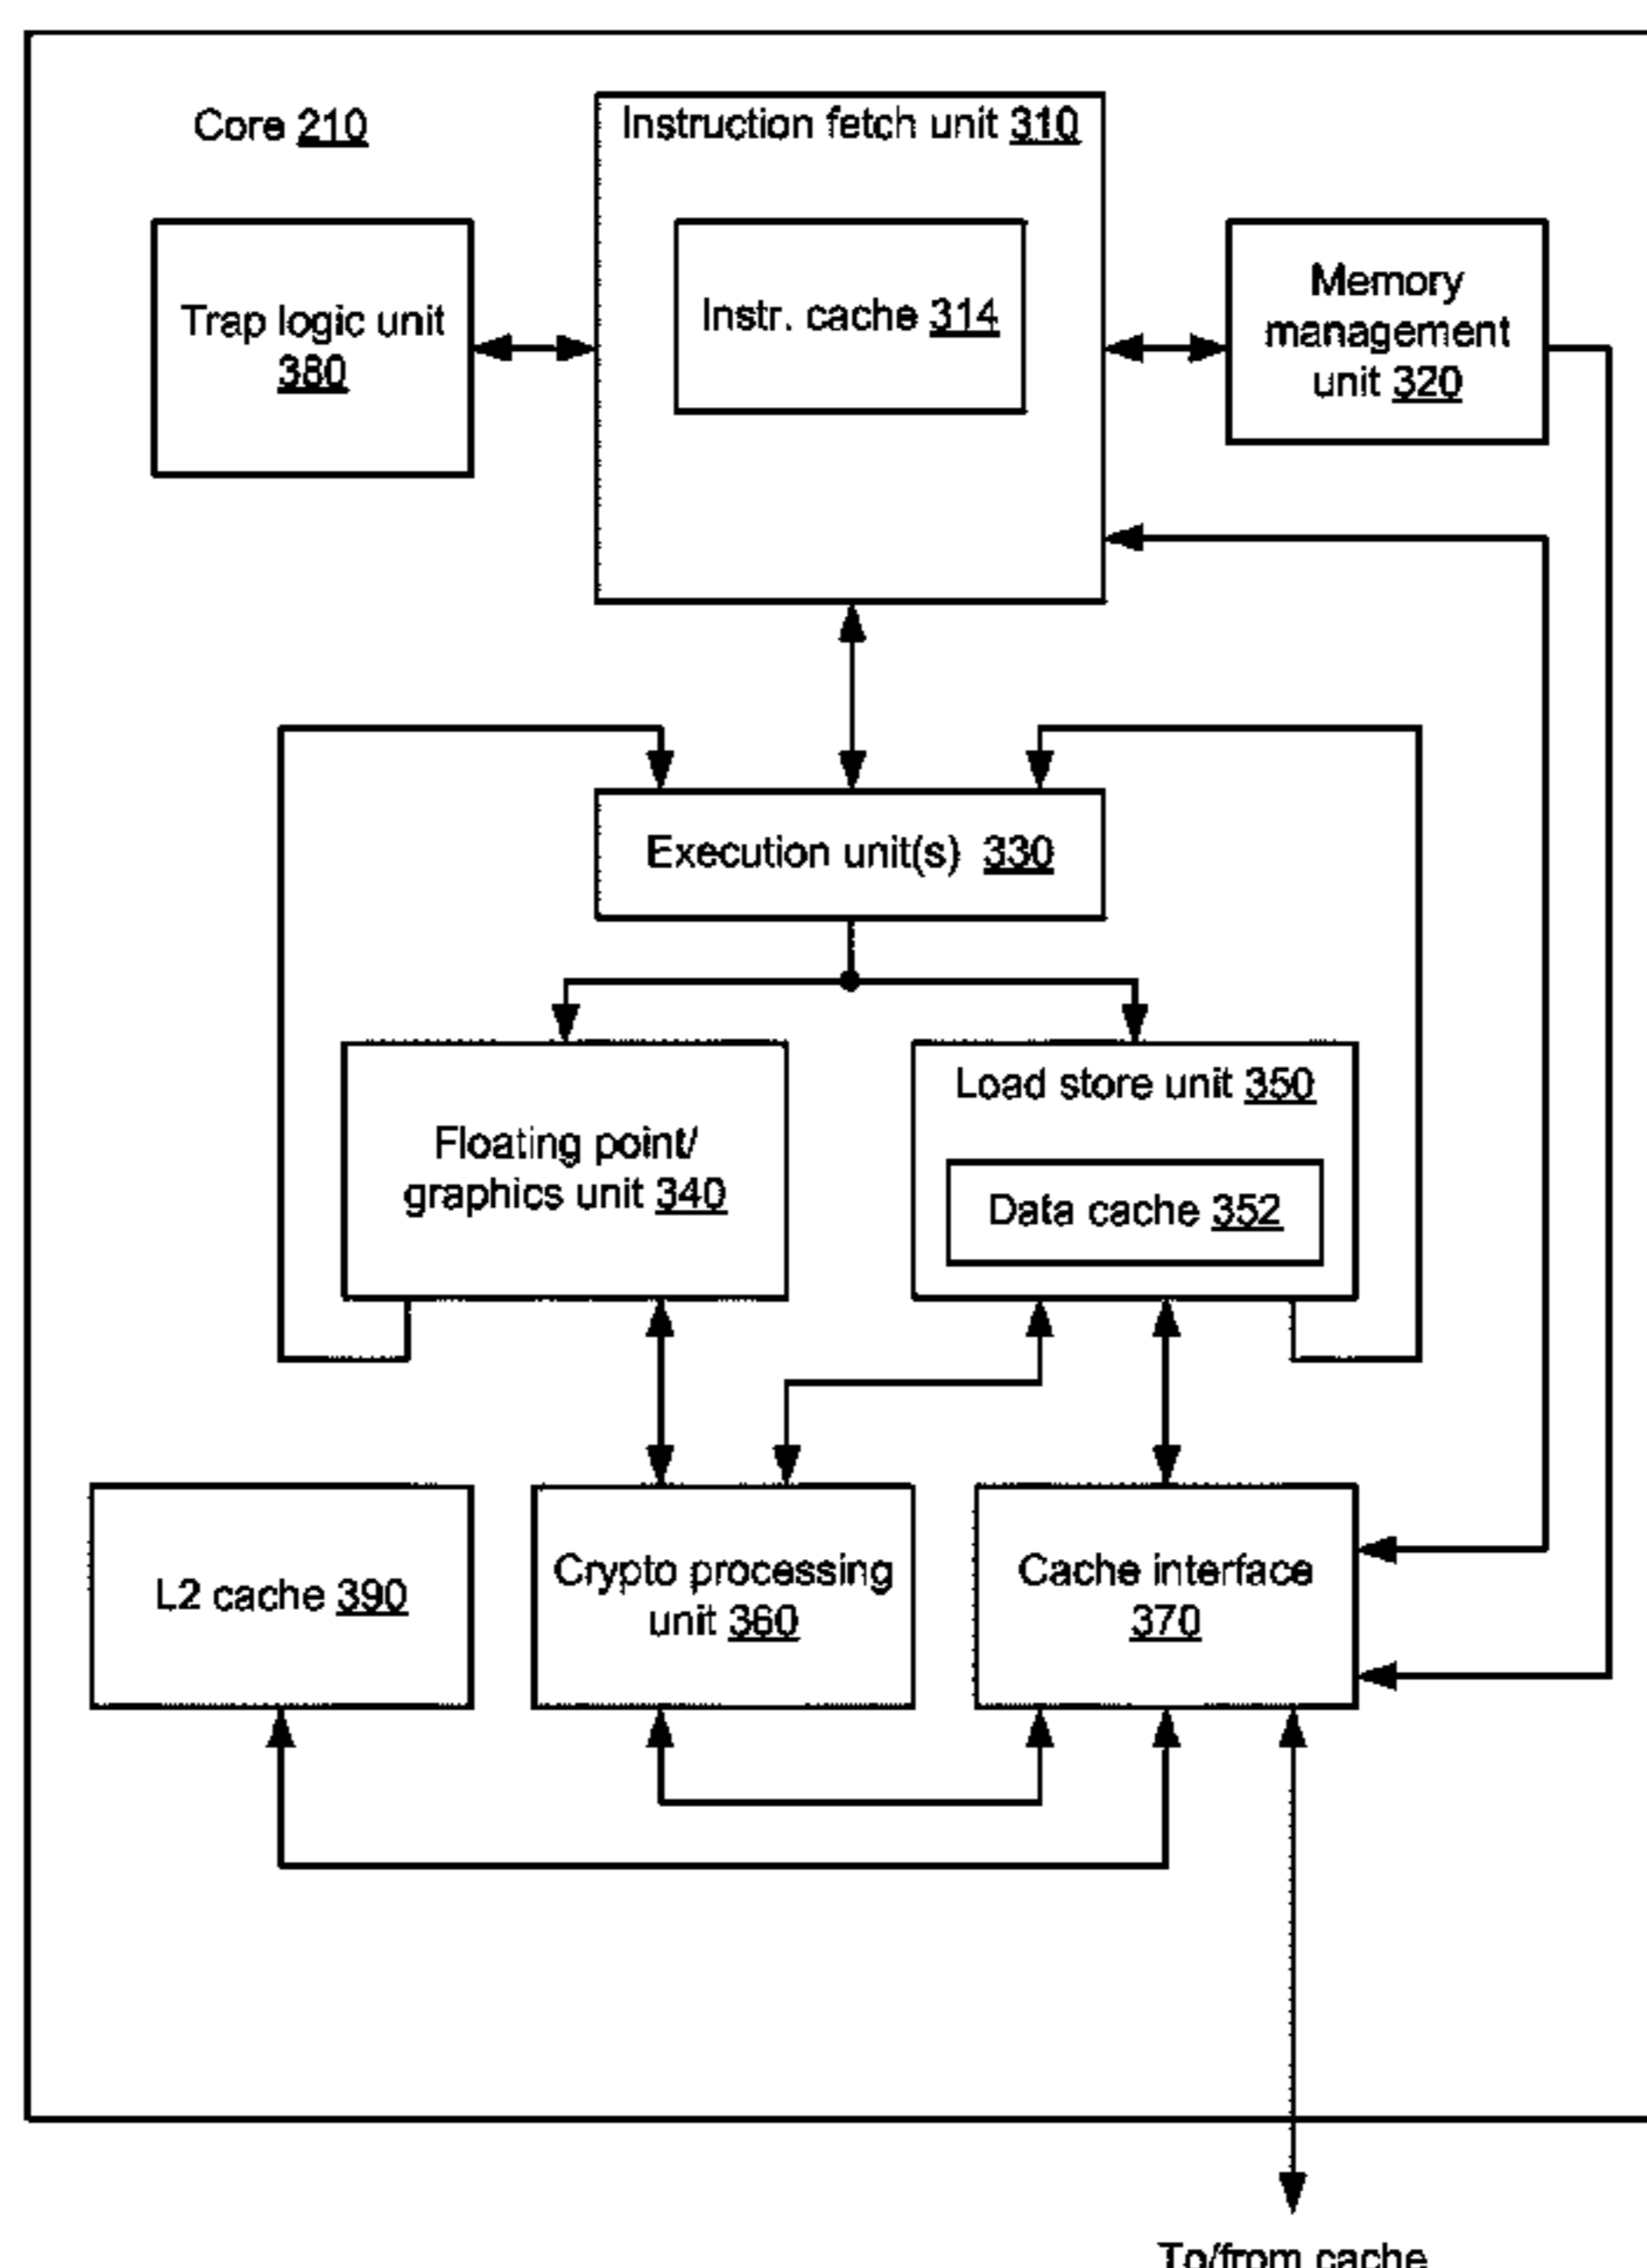 Core 210
Instruction fetch unit 310
Instr. cache 314
Trap logic unit
380
Memory
management
unit 320
Execution unit(s) 330
Floating point/
graphics unit 340
Load store unit 350
Data cache 352
L2 cache 390
Crypto processing
unit 360
Cache interface
370
To/from cache